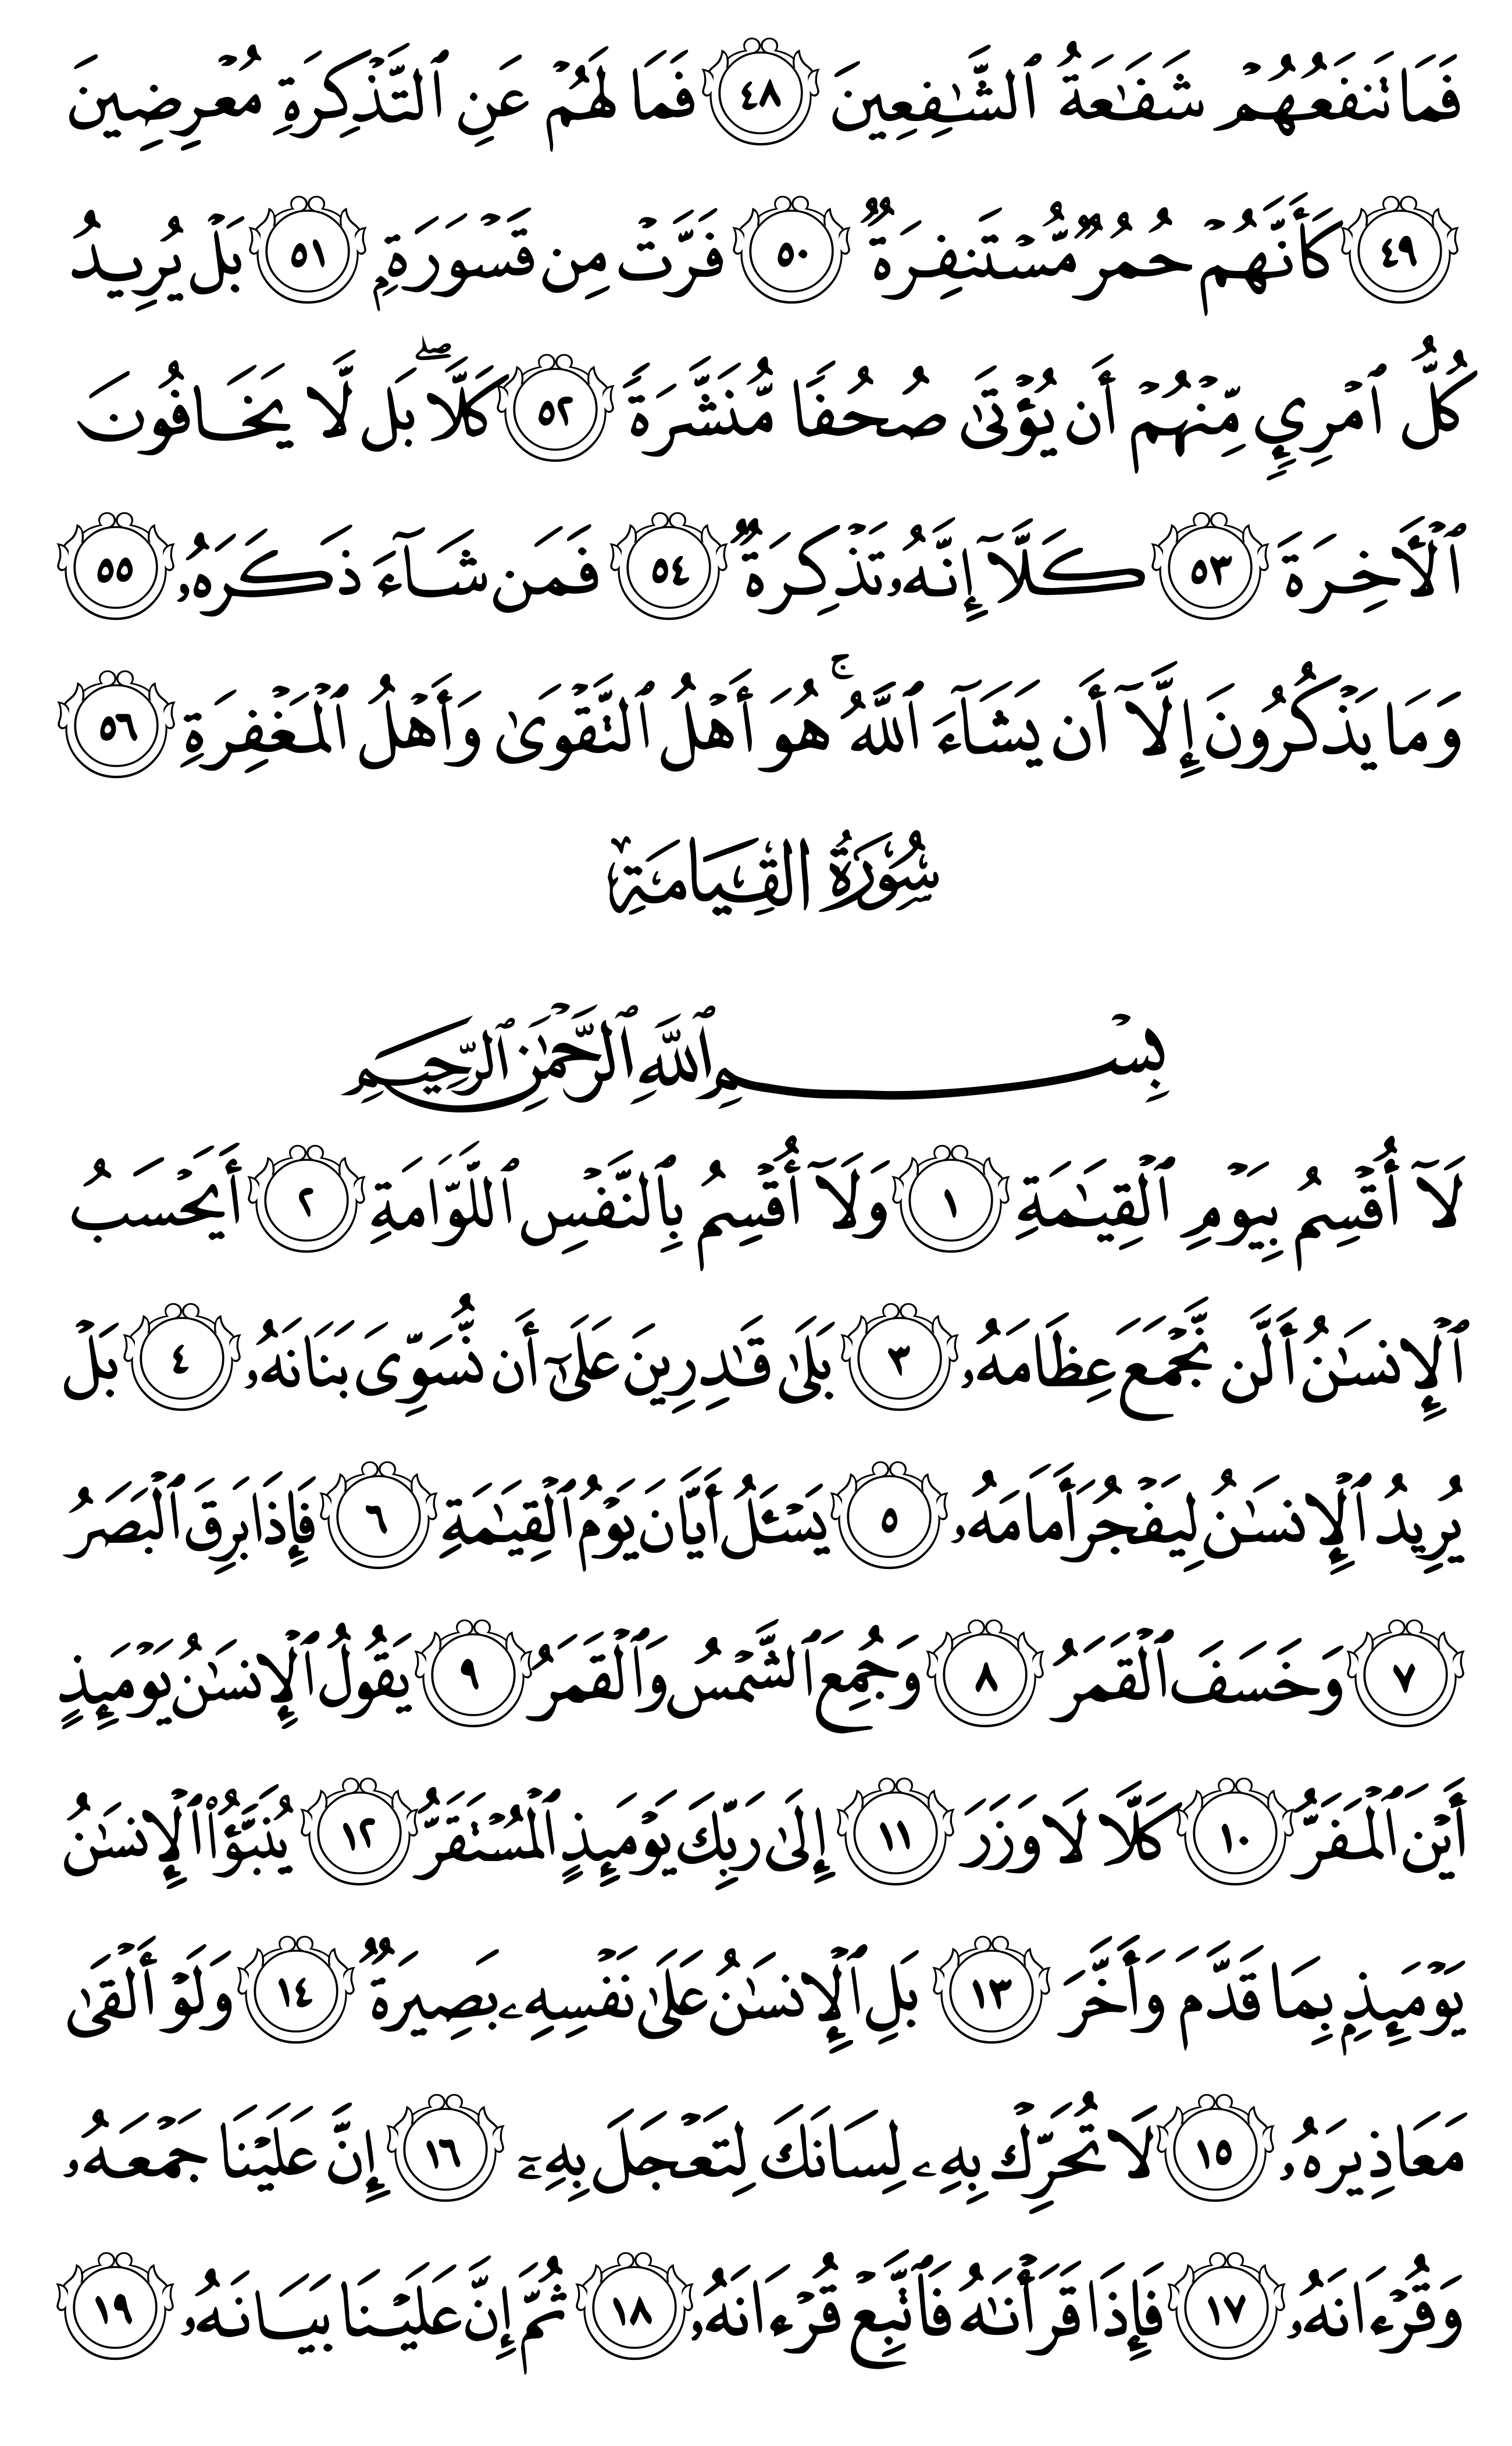 فَمَا تَنفَعُهُمْ شَفَـٰعَةُ ٱلشَّـٰفِعِينَ ٤٨ فَمَا لَهُمْ عَنِ ٱلتَّذْكِرَةِ مُعْرِضِينَ
٤٩ كَأَنَّهُمْ حُمُرٌ مُّسْتَنفِرَةٌ ٥٠ فَرَّتْ مِن قَسْوَرَةٍۭ ٥١ بَلْ يُرِيدُ
كُلُّ ٱمْرِئٍ مِّنْهُمْ أَن يُؤْتَىٰ صُحُفًا مُّنَشَّرَةً ٥٢ كَلَّا ۖ بَل لَّا يَخَافُونَ
ٱلْأَخِرَةَ ٥٣ كَلَّآ إِنَّهُۥ تَذْكِرَةٌ ٥٤ فَمَن شَآءَ ذَكَرَهُۥ ٥٥
وَمَا يَذْكُرُونَ إِلَّآ أَن يَشَآءَ ٱللَّهُ ۚ هُوَ أَهْلُ ٱلتَّقْوَىٰ وَأَهْلُ ٱلْمَغْفِرَةِ ٥٦
سُورَةُ القِيَامَةِ
بِسْمِ ٱللَّهِ ٱلرَّحْمَـٰنِ ٱلرَّحِيمِ
لَآ أُقْسِمُ بِيَوْمِ ٱلْقِيَـٰمَةِ ١ وَلَآ أُقْسِمُ بِٱلنَّفْسِ ٱللَّوَّامَةِ ٢ أَيَحْسَبُ
ٱلْإِنسَـٰنُ أَلَّن نَّجْمَعَ عِظَامَهُۥ ٣ بَلَىٰ قَـٰدِرِينَ عَلَىٰٓ أَن نُّسَوِّىَ بَنَانَهُۥ ٤ بَلْ
يُرِيدُ ٱلْإِنسَـٰنُ لِيَفْجُرَ أَمَامَهُۥ ٥ يَسْـَٔلُ أَيَّانَ يَوْمُ ٱلْقِيَـٰمَةِ ٦ فَإِذَا بَرِقَ ٱلْبَصَرُ
٧ وَخَسَفَ ٱلْقَمَرُ ٨ وَجُمِعَ ٱلشَّمْسُ وَٱلْقَمَرُ ٩ يَقُولُ ٱلْإِنسَـٰنُ يَوْمَئِذٍ
أَيْنَ ٱلْمَفَرُّ ١٠ كَلَّا لَا وَزَرَ ١١ إِلَىٰ رَبِّكَ يَوْمَئِذٍ ٱلْمُسْتَقَرُّ ١٢ يُنَبَّؤُا۟ ٱلْإِنسَـٰنُ
يَوْمَئِذٍۭ بِمَا قَدَّمَ وَأَخَّرَ ١٣ بَلِ ٱلْإِنسَـٰنُ عَلَىٰ نَفْسِهِۦ بَصِيرَةٌ ١٤ وَلَوْ أَلْقَىٰ
مَعَاذِيرَهُۥ ١٥ لَا تُحَرِّكْ بِهِۦ لِسَانَكَ لِتَعْجَلَ بِهِۦٓ ١٦ إِنَّ عَلَيْنَا جَمْعَهُۥ
وَقُرْءَانَهُۥ ١٧ فَإِذَا قَرَأْنَـٰهُ فَٱتَّبِعْ قُرْءَانَهُۥ ١٨ ثُمَّ إِنَّ عَلَيْنَا بَيَانَهُۥ ١٩